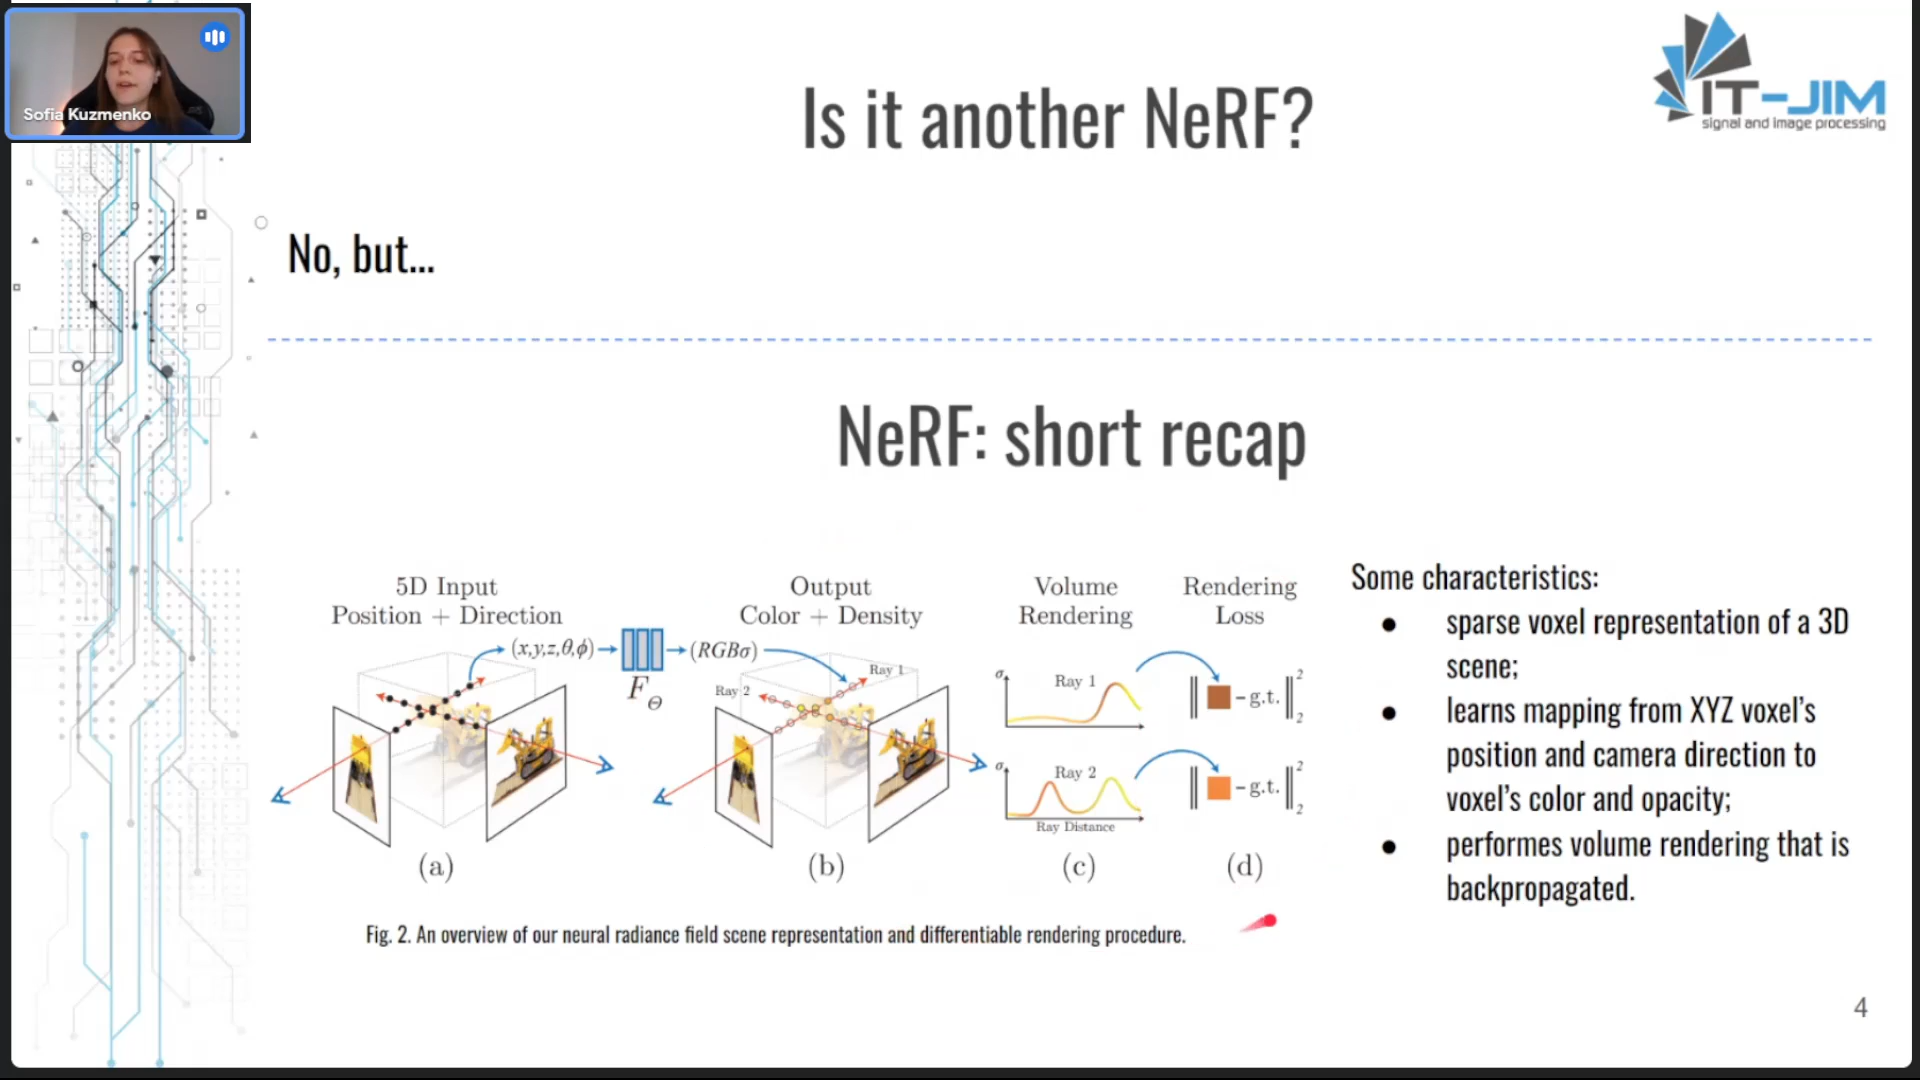 Sofia Kuzmenko
IT-JIM
signal and image processing
Is it another NeRF?
No, but...
NeRF: short recap
5D Input
Position + Direction
Output
Color + Density
Volume
Rendering
Rendering
Loss
(x,y,z,θ,ϕ)
(RGBσ)
F_Θ
Ray 1
Ray 2
σ
Ray 1
σ
Ray 2
Ray Distance
‖ - g.t. ‖₂²
‖ - g.t. ‖₂²
(a)
(b)
(c)
(d)
Fig. 2. An overview of our neural radiance field scene representation and differentiable rendering procedure.
Some characteristics:
● sparse voxel representation of a 3D
scene;
● learns mapping from XYZ voxel's
position and camera direction to
voxel's color and opacity;
● performes volume rendering that is
backpropagated.
4